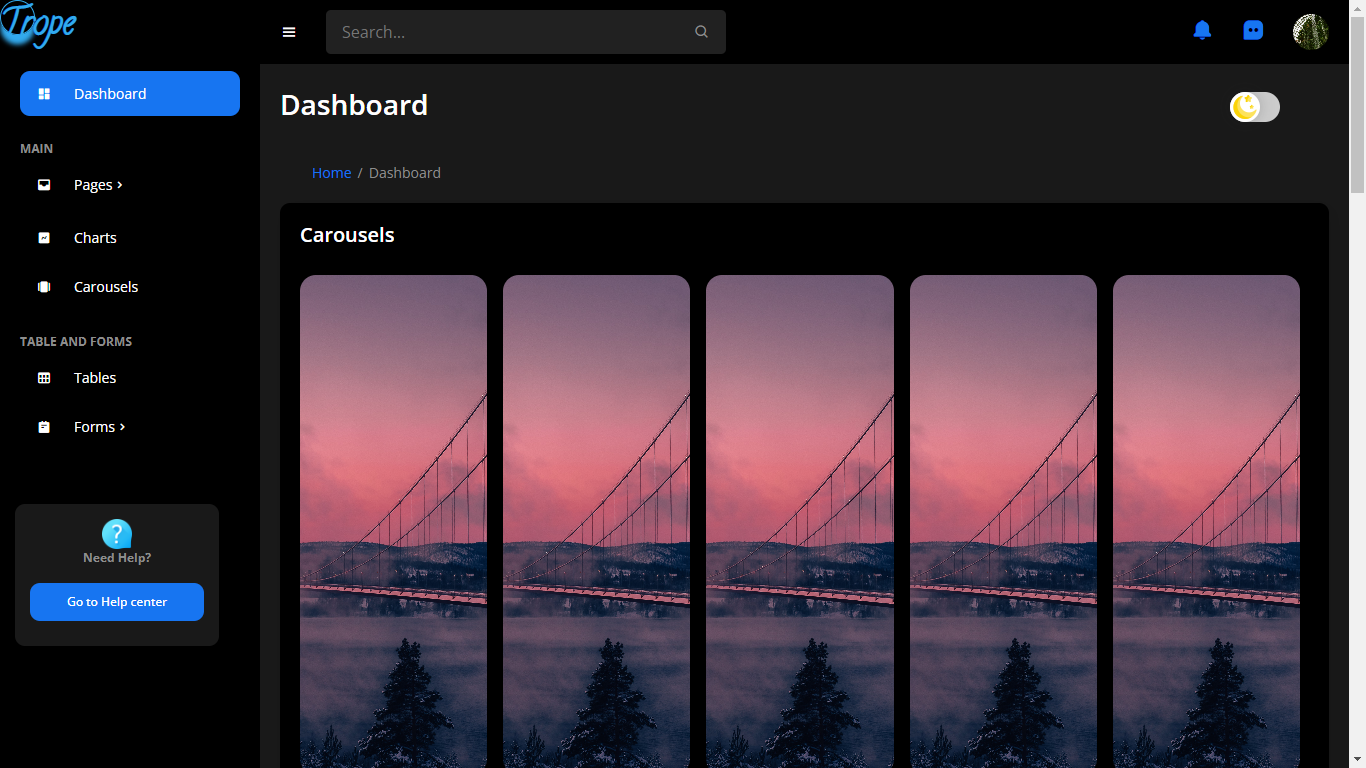 Trope
Search...
Dashboard
MAIN
Pages
Charts
Carousels
TABLE AND FORMS
Tables
Forms
?
Need Help?
Go to Help center
Dashboard
Home / Dashboard
Carousels